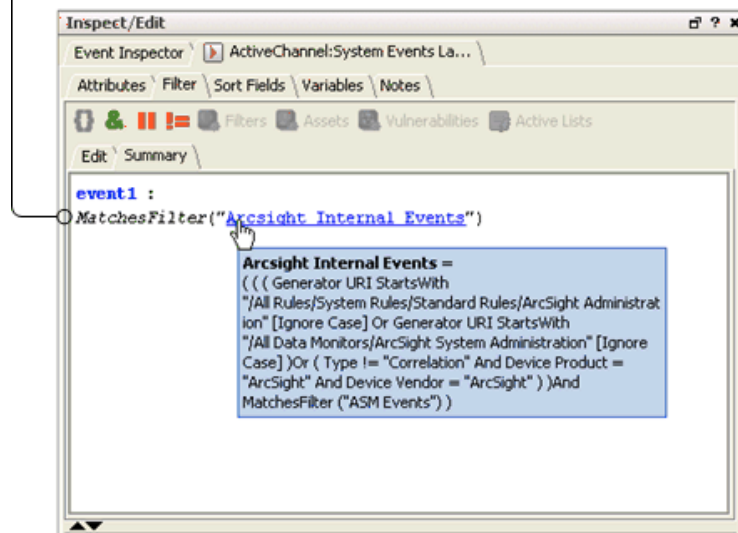 Inspect/Edit
Event Inspector ActiveChannel:System Events La...
Attributes Filter Sort Fields Variables Notes
{} & || != Filters Assets Vulnerabilities Active Lists
Edit Summary
event1 :
MatchesFilter("Arcsight Internal Events")
Arcsight Internal Events =
( ( ( Generator URI StartsWith
"/All Rules/System Rules/Standard Rules/ArcSight Administrat
ion" [Ignore Case] Or Generator URI StartsWith
"/All Data Monitors/ArcSight System Administration" [Ignore
Case] )Or ( Type != "Correlation" And Device Product =
"ArcSight" And Device Vendor = "ArcSight" ) )And
MatchesFilter ("ASM Events") )